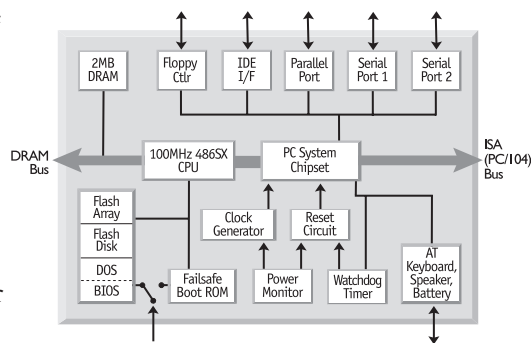 2MB
DRAM
Floppy
Ctlr
IDE
I/F
Parallel
Port
Serial
Port 1
Serial
Port 2
DRAM
Bus
100MHz 486SX
CPU
PC System
Chipset
ISA
(PC/104)
Bus
Flash
Array
Flash
Disk
DOS
BIOS
Clock
Generator
Reset
Circuit
Failsafe
Boot ROM
Power
Monitor
Watchdog
Timer
AT
Keyboard,
Speaker,
Battery